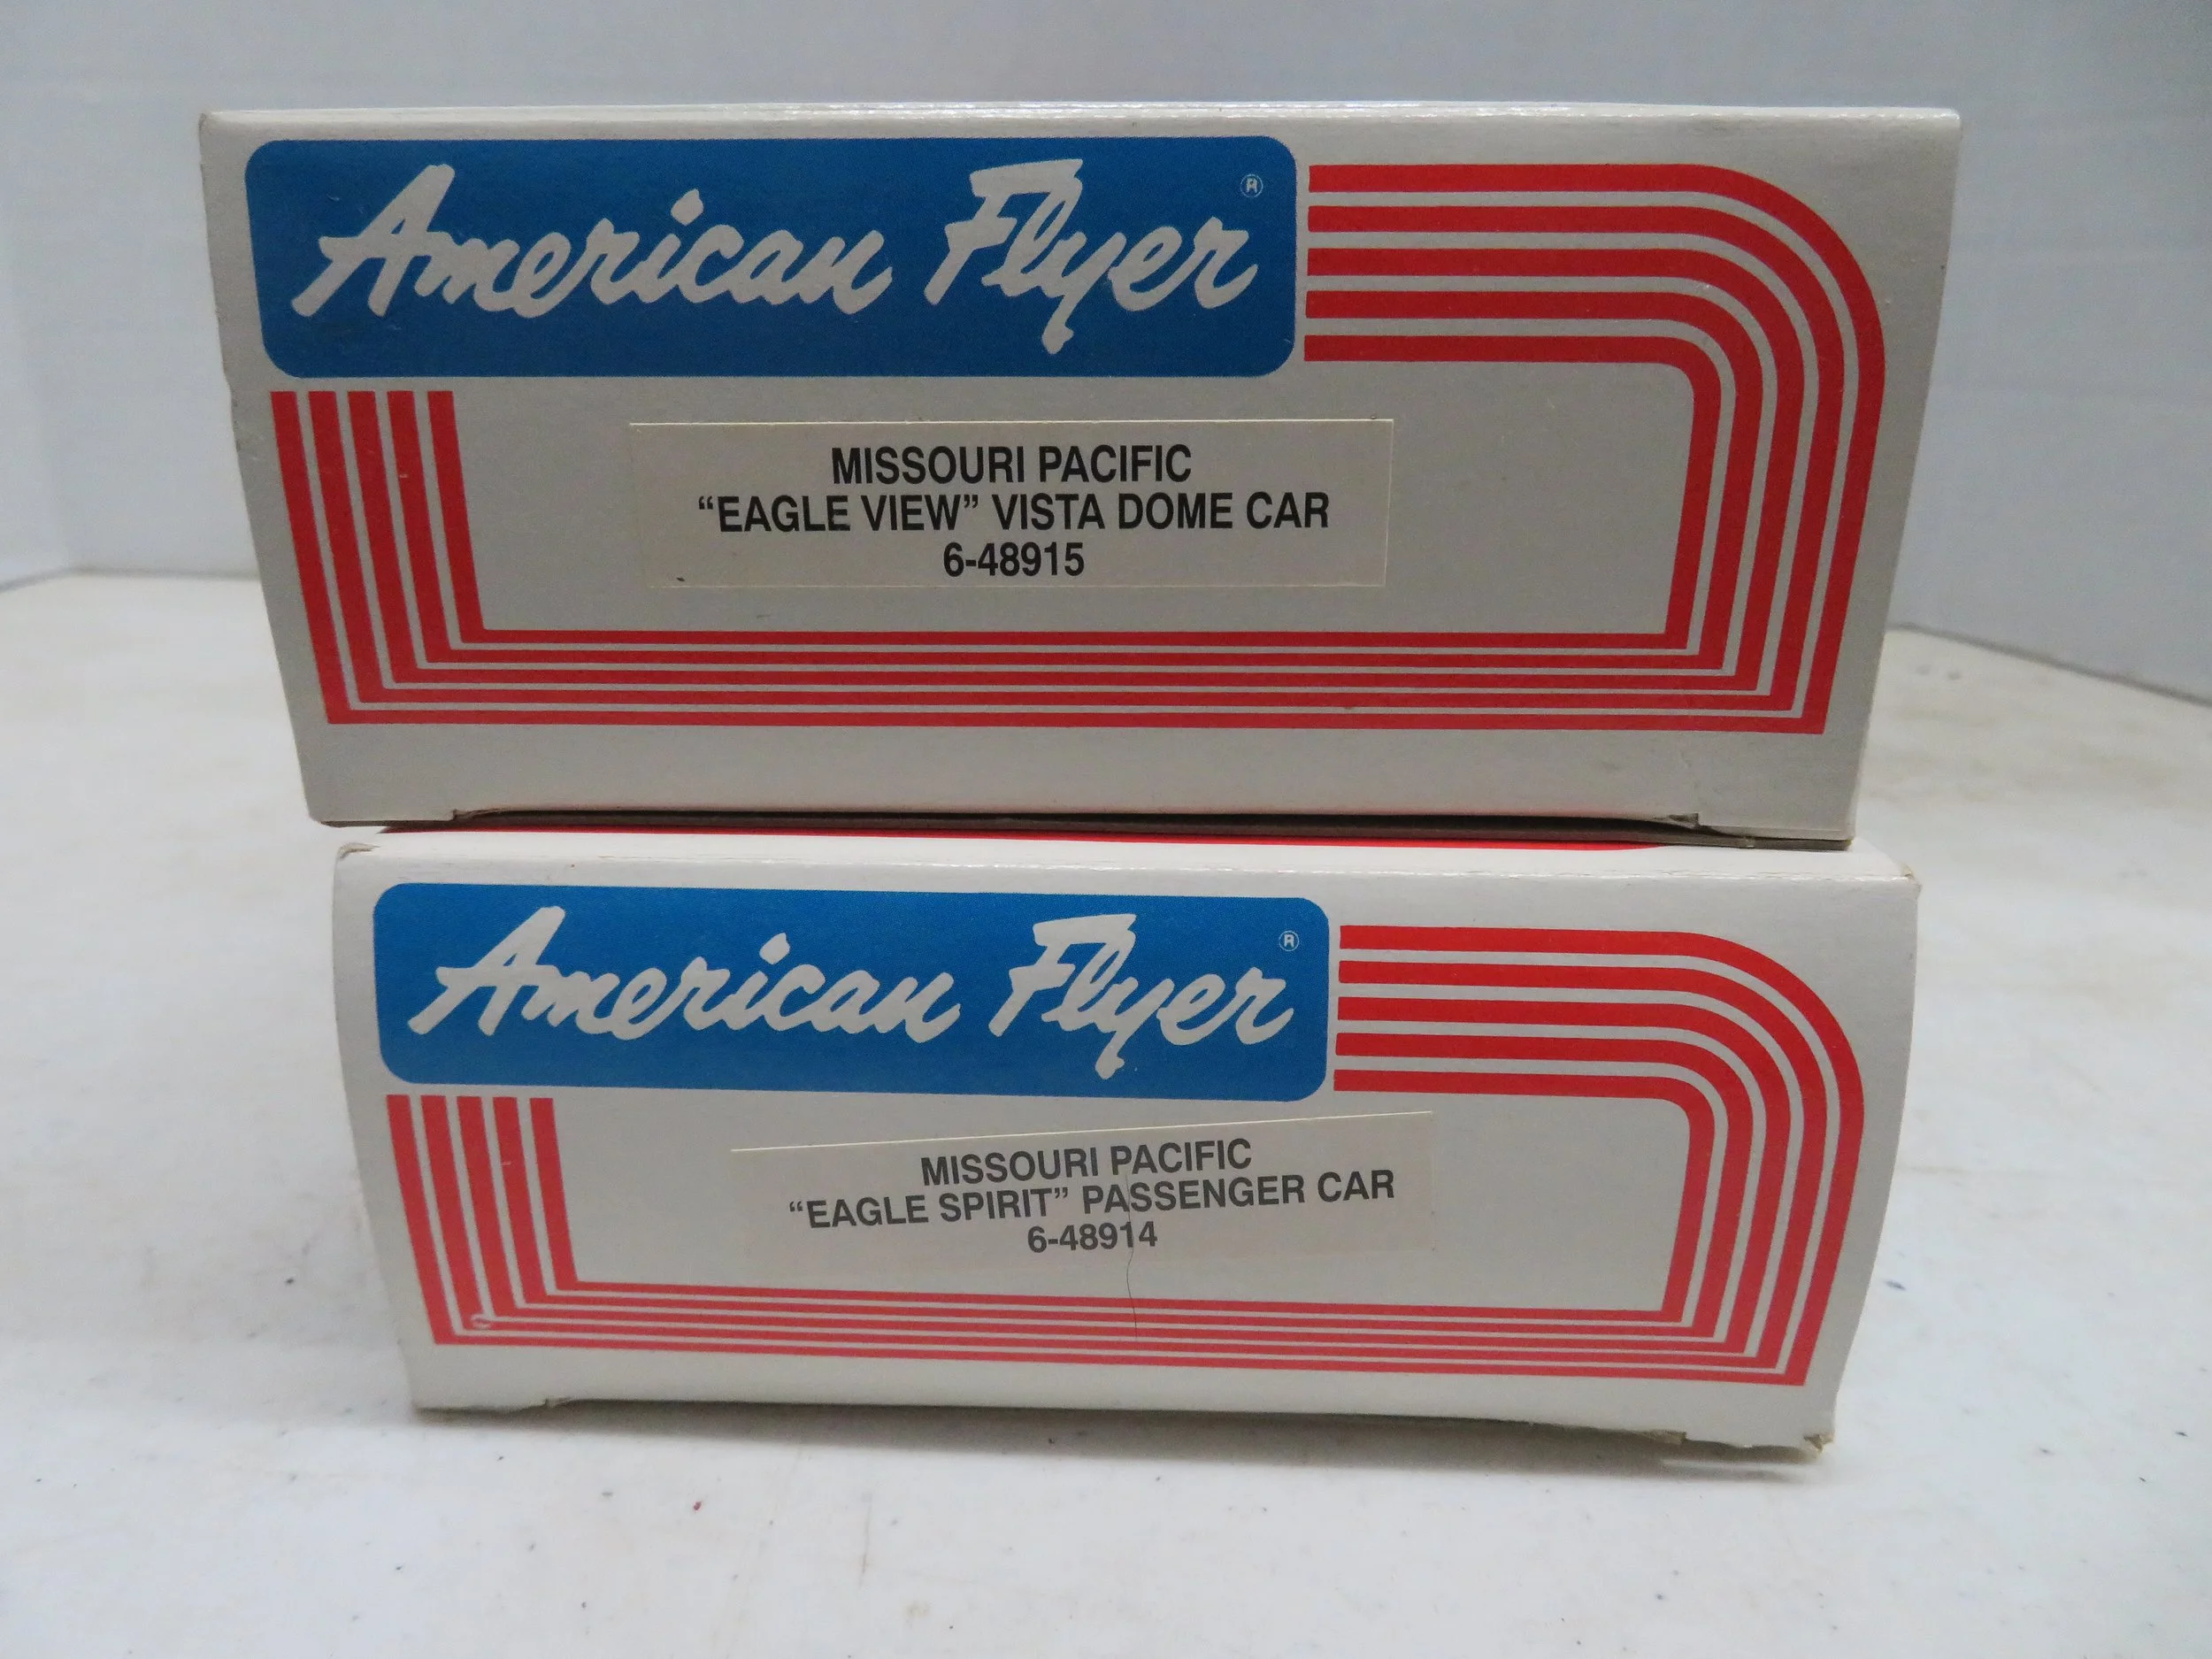 American Flyer®
MISSOURI PACIFIC
“EAGLE VIEW” VISTA DOME CAR
6-48915
American Flyer®
MISSOURI PACIFIC
“EAGLE SPIRIT” PASSENGER CAR
6-48914